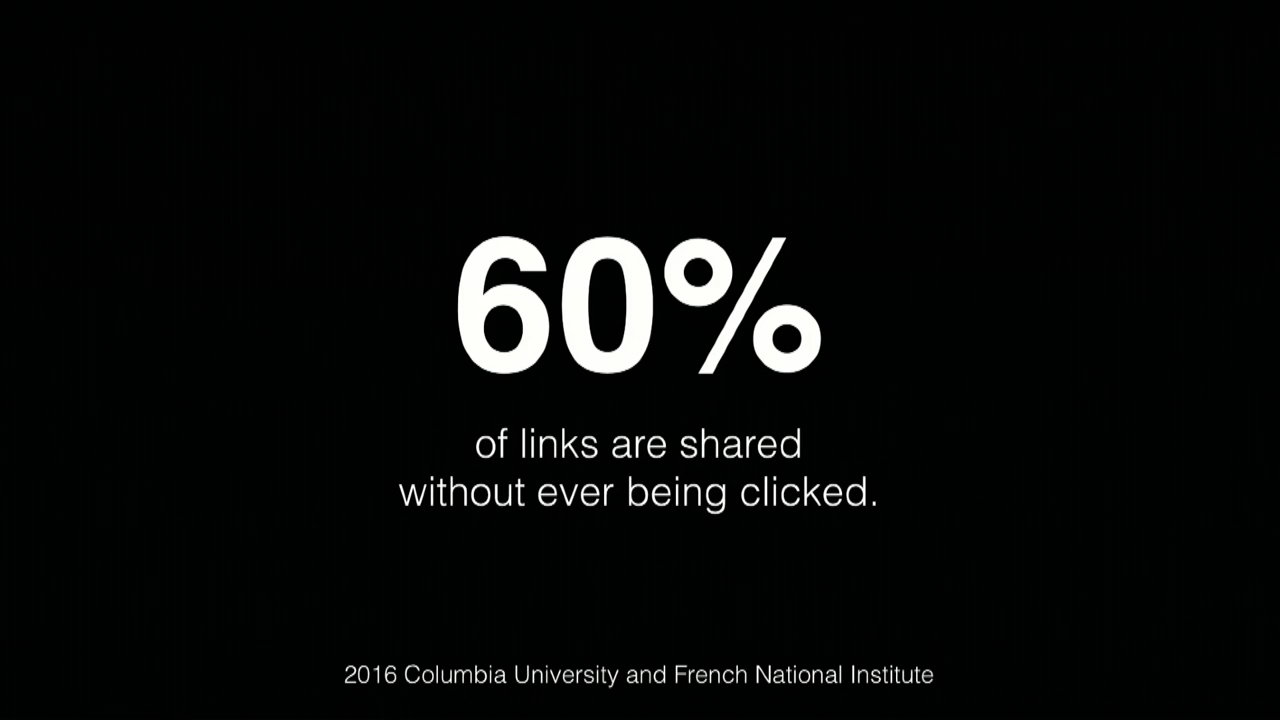 60%
of links are shared
without ever being clicked.
2016 Columbia University and French National Institute